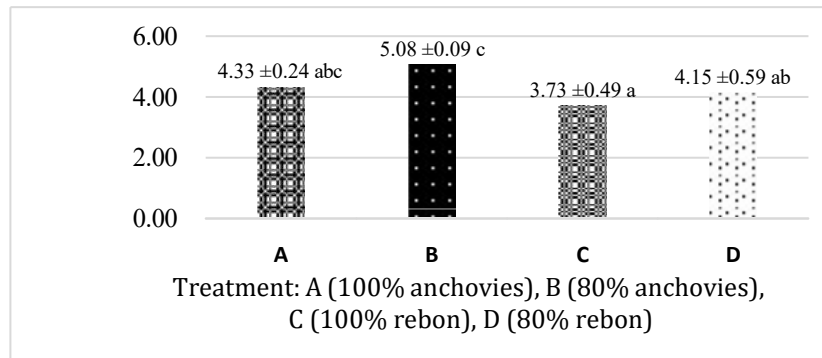 6.00
5.08 ±0.09 c
4.33 ±0.24 abc
4.15 ±0.59 ab
3.73 ±0.49 a
4.00
2.00
0.00
A B C D
Treatment: A (100% anchovies), B (80% anchovies),
C (100% rebon), D (80% rebon)